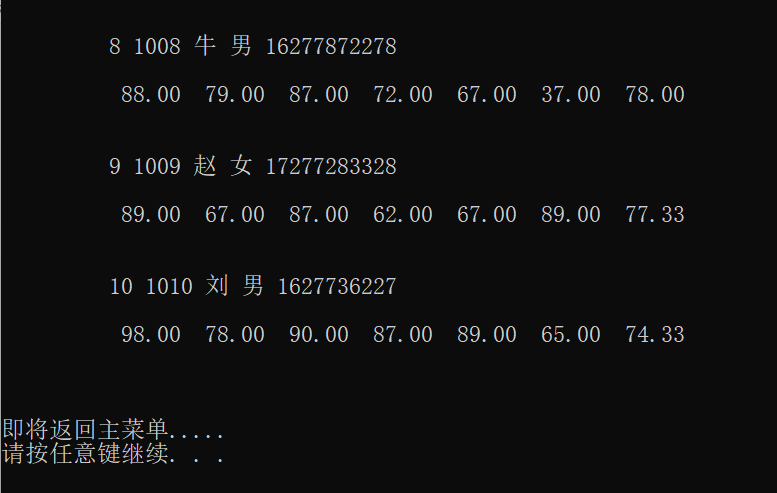 8 1008 牛 男 16277872278
88.00 79.00 87.00 72.00 67.00 37.00 78.00
9 1009 赵 女 17277283328
89.00 67.00 87.00 62.00 67.00 89.00 77.33
10 1010 刘 男 1627736227
98.00 78.00 90.00 87.00 89.00 65.00 74.33
即将返回主菜单.....
请按任意键继续. . .